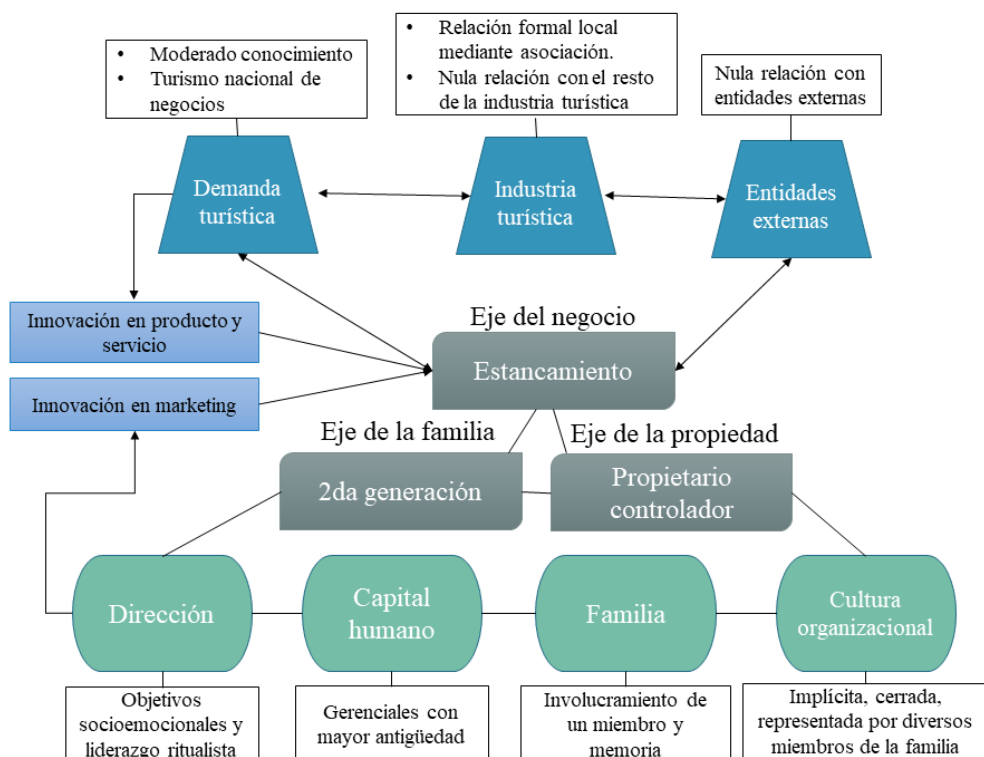 • Moderado conocimiento
• Turismo nacional de
negocios
• Relación formal local
mediante asociación.
• Nula relación con el resto
de la industria turística
Nula relación con
entidades externas
Demanda
turística
Industria
turística
Entidades
externas
Innovación en producto y
servicio
Innovación en marketing
Eje del negocio
Estancamiento
Eje de la familia
Eje de la propiedad
2da generación
Propietario
controlador
Dirección
Capital
humano
Familia
Cultura
organizacional
Objetivos
socioemocionales y
liderazgo ritualista
Gerenciales con
mayor antigüedad
Involucramiento de
un miembro y
memoria
Implícita, cerrada,
representada por diversos
miembros de la familia